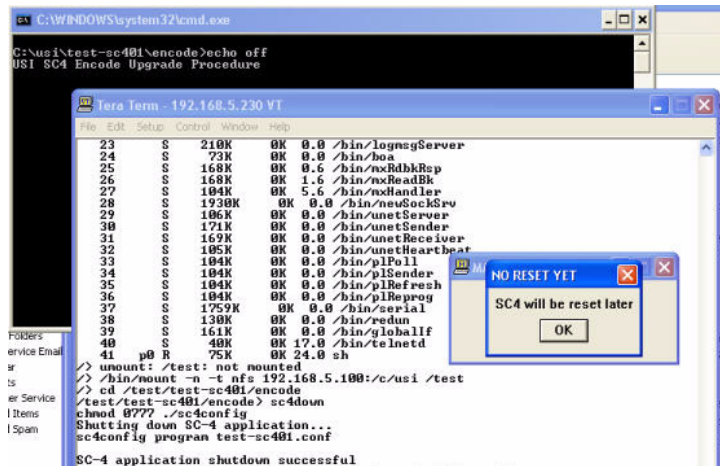 C:\WINDOWS\system32\cmd.exe
C:\usi\test-sc401\encode>echo off
USI SC4 Encode Upgrade Procedure
Tera Term - 192.168.5.230 VT
File Edit Setup Control Window Help
23 S 210K 0K 0.0 /bin/logmsgServer
24 S 73K 0K 0.0 /bin/boa
25 S 168K 0K 0.6 /bin/mxRdbkRsp
26 S 168K 0K 1.6 /bin/mxReadBk
27 S 104K 0K 5.6 /bin/mxHandler
28 S 1930K 0K 0.0 /bin/newSockSrv
29 S 106K 0K 0.0 /bin/unetServer
30 S 171K 0K 0.0 /bin/unetSender
31 S 169K 0K 0.0 /bin/unetReceiver
32 S 105K 0K 0.0 /bin/unetHeartbeat
33 S 104K 0K 0.0 /bin/plPoll
34 S 104K 0K 0.0 /bin/plSender
35 S 104K 0K 0.0 /bin/plRefresh
36 S 104K 0K 0.0 /bin/plReprog
37 S 1759K 0K 0.0 /bin/serial
38 S 130K 0K 0.0 /bin/redun
39 S 161K 0K 0.0 /bin/globalIf
40 S 40K 0K 17.0 /bin/telnetd
41 p0 R 75K 0K 24.0 sh
/> umount: /test: not mounted
/> /bin/mount -n -t nfs 192.168.5.100:/c/usi /test
/> cd /test/test-sc401/encode
/test/test-sc401/encode> sc4down
chmod 0777 ./sc4config
Shutting down SC-4 application...
sc4config program test-sc401.conf
SC-4 application shutdown successful
NO RESET YET
SC4 will be reset later
OK
Folders
ervice Email
er
ts
er Service
l Items
l Spam